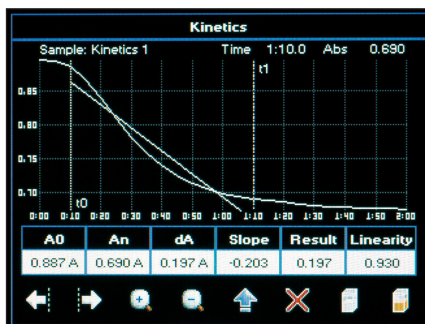 Kinetics
Sample: Kinetics 1 Time 1:10.0 Abs 0.690
t1
0.85
0.80
0.75
0.70
t0
0:00 0:10 0:20 0:30 0:40 0:50 1:00 1:10 1:20 1:30 1:40 1:50 2:00
A0 An dA Slope Result Linearity
0.887 A 0.690 A 0.197 A -0.203 0.197 0.930